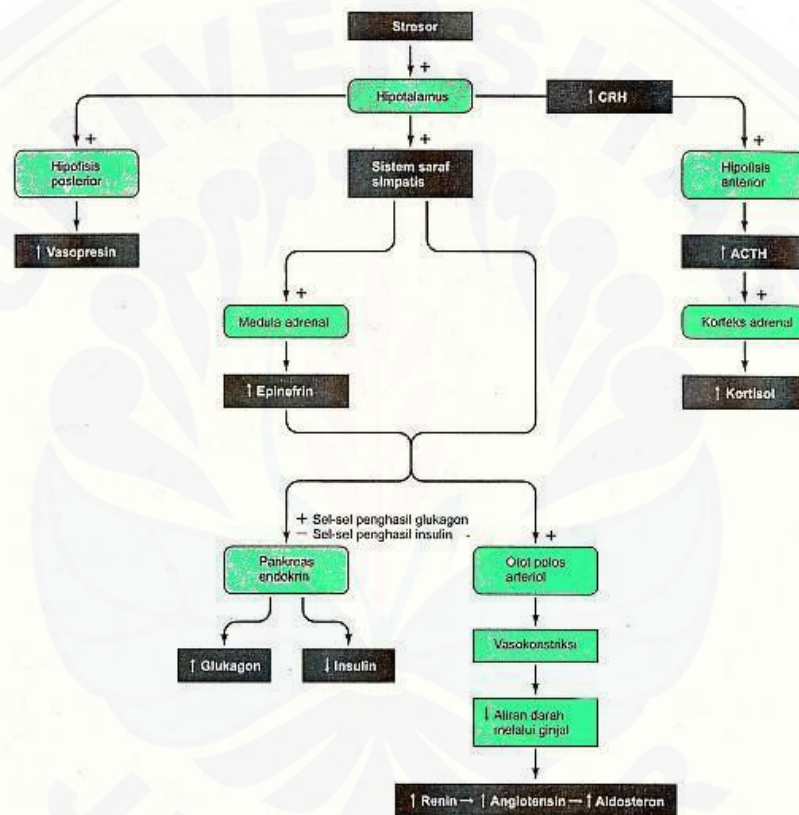 Stresor
+
Hipotalamus
↑ CRH
+
+
+
Hipofisis
posterior
Sistem saraf
simpatis
Hipofisis
anterior
↑ Vasopresin
↑ ACTH
+
+
Medula adrenal
Korteks adrenal
↑ Epinefrin
↑ Kortisol
+ Sel-sel penghasil glukagon
− Sel-sel penghasil insulin
+
Pankreas
endokrin
Otot polos
arteriol
Vasokonstriksi
↑ Glukagon
↓ Insulin
↓ Aliran darah
melalui ginjal
↑ Renin → ↑ Angiotensin → ↑ Aldosteron